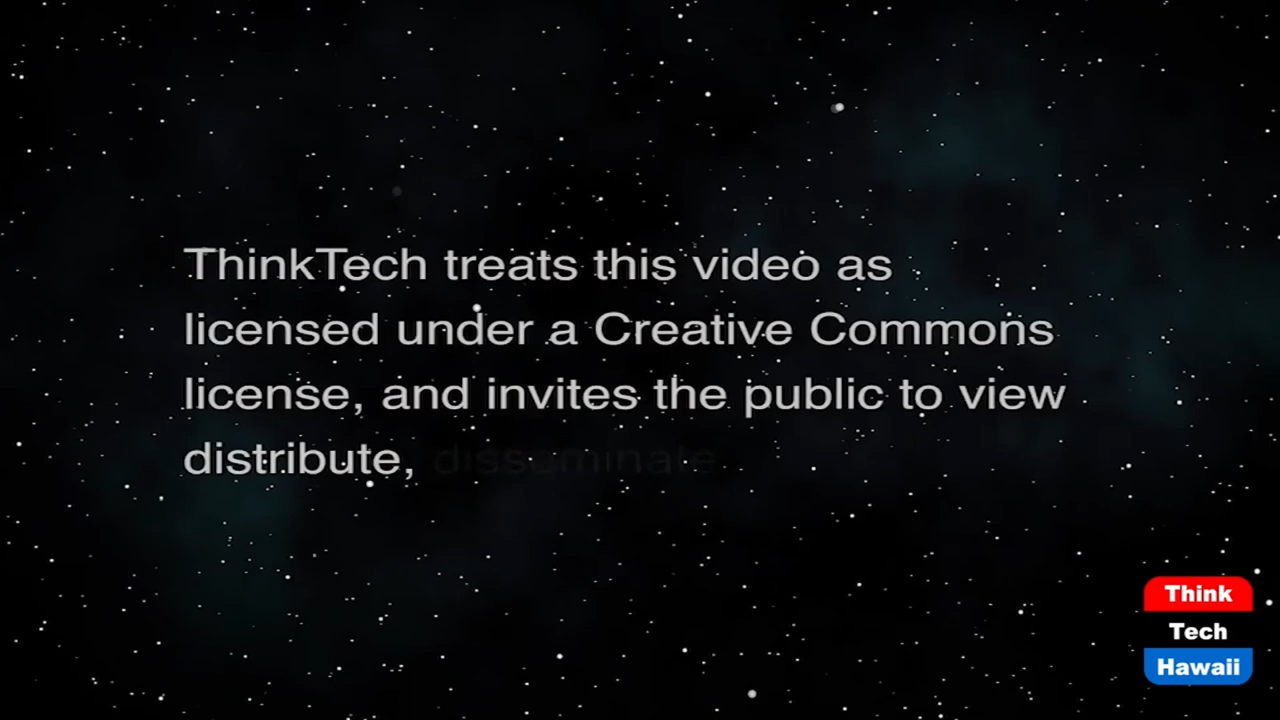 ThinkTech treats this video as
licensed under a Creative Commons
license, and invites the public to view
distribute, disseminate
Think
Tech
Hawaii